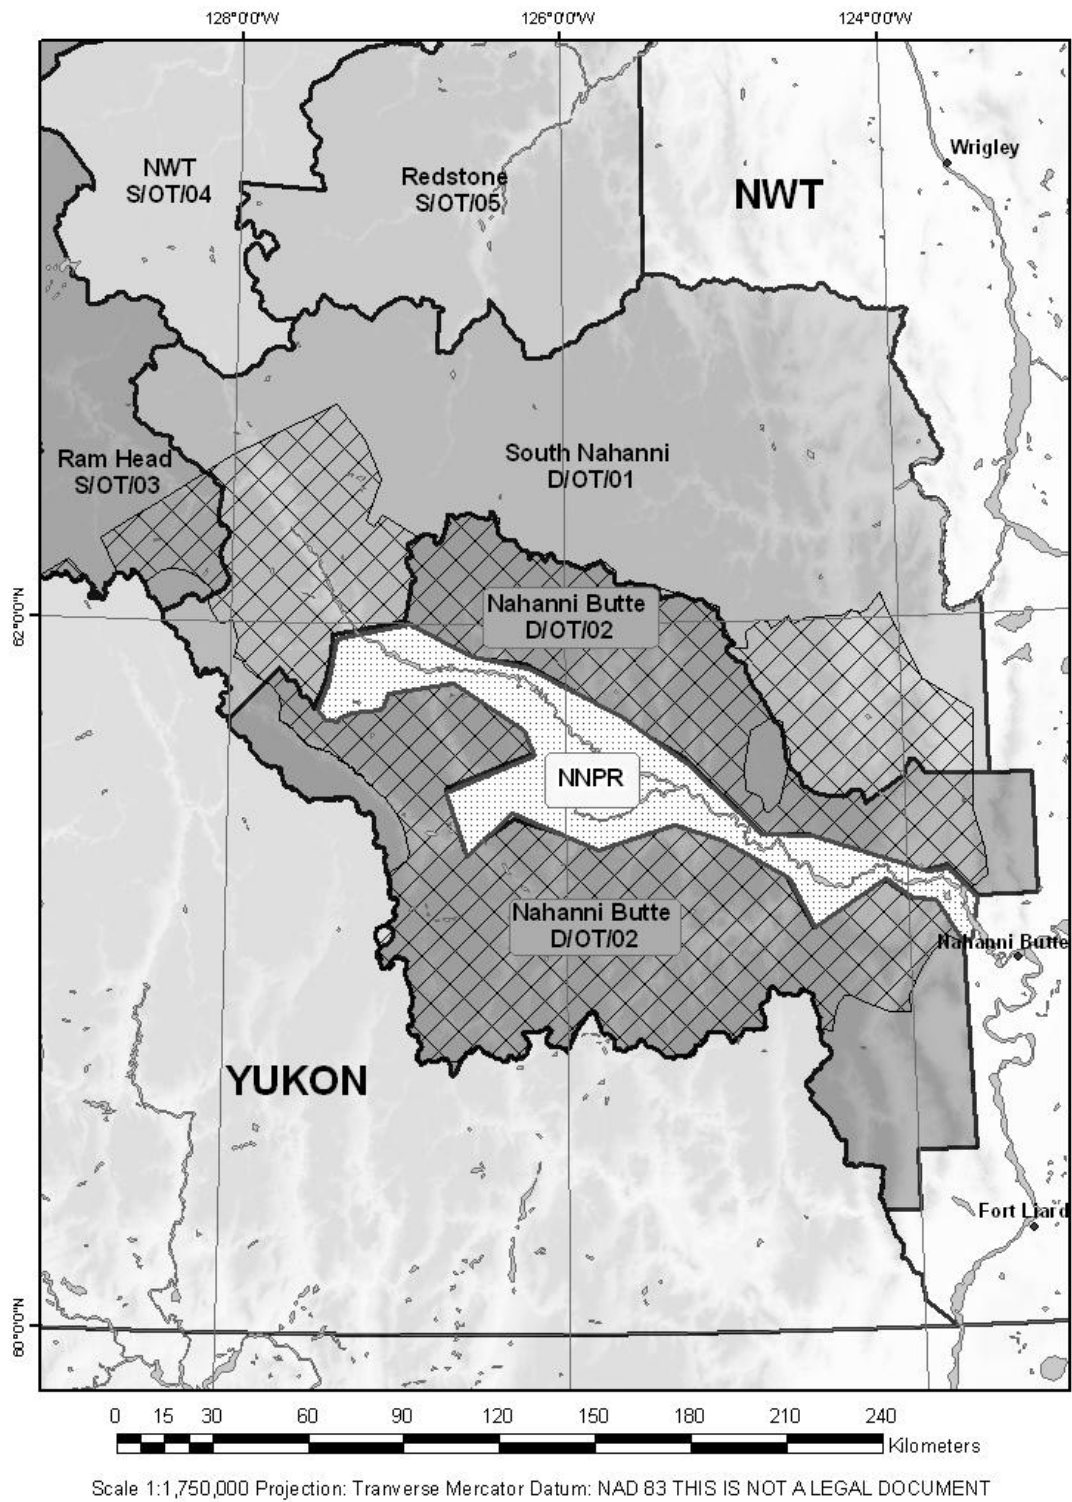 128°0'0"W 126°0'0"W 124°0'0"W
Wrigley
NWT
S/OT/04
Redstone
S/OT/05
NWT
Ram Head
S/OT/03
South Nahanni
D/OT/01
62°0'0"N
Nahanni Butte
D/OT/02
NNPR
Nahanni Butte
D/OT/02
Nahanni Butte
YUKON
Fort Liard
60°0'0"N
0 15 30 60 90 120 150 180 210 240
Kilometers
Scale 1:1,750,000 Projection: Tranverse Mercator Datum: NAD 83 THIS IS NOT A LEGAL DOCUMENT